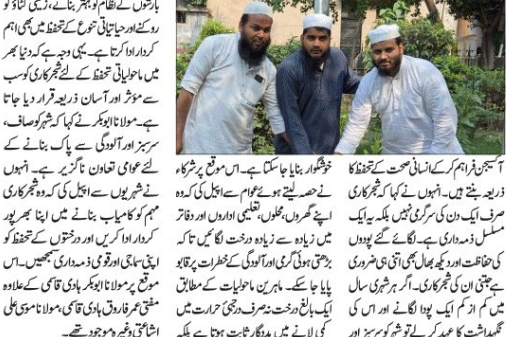 آکسیجن فراہم کرکے انسانی صحت کے تحفظ کا
ذریعہ بنتے ہیں۔ انہوں نے کہا کہ شجرکاری
صرف ایک دن کی سرگرمی نہیں بلکہ یہ ایک
مسلسل ذمہ داری ہے۔ لگائے گئے پودوں
کی حفاظت اور دیکھ بھال بھی اتنی ہی ضروری
ہے جتنی ان کی شجرکاری۔ اگر ہر شہری سال
میں کم از کم ایک پودا لگانے اور اس کی
نگہداشت کا عہد کرلے تو شہر کو سرسبز اور
خوشگوار بنایا جاسکتا ہے۔ اس موقع پر شرکاء
نے حصہ لیتے ہوئے عوام سے اپیل کی کہ وہ
اپنے گھروں، محلوں، تعلیمی اداروں اور دفاتر
میں زیادہ سے زیادہ درخت لگائیں تاکہ
بڑھتی ہوئی گرمی اور آلودگی کے خطرات پر قابو
پایا جاسکے۔ ماہرین ماحولیات کے مطابق
ایک بالغ درخت نہ صرف درجئ حرارت میں
کمی لانے میں مددگار ثابت ہوتا ہے بلکہ
بارشوں کے نظام کو بہتر بنانے، زمینی کٹاؤ کو
روکنے اور حیاتیاتی تنوع کے تحفظ میں بھی اہم
کردار ادا کرتا ہے۔ یہی وجہ ہے کہ دنیا بھر
میں ماحولیاتی تحفظ کے لئے شجرکاری کو سب
سے مؤثر اور آسان ذریعہ قرار دیا جاتا
ہے۔ مولانا ابوبکر نے کہا کہ شہر کو صاف،
سرسبز اور آلودگی سے پاک بنانے کے
لئے عوامی تعاون ناگزیر ہے۔ انہوں نے
نے شہریوں سے اپیل کی کہ وہ شجرکاری
مہم کو کامیاب بنانے میں اپنا بھرپور
کردار ادا کریں اور درختوں کے تحفظ کو
اپنی سماجی اور قومی ذمہ داری سمجھیں۔ اس
موقع پر مولانا ابوبکر ہادی قاسمی کے علاوہ
مفتی عمر فاروق ہادی قاسمی، مولانا موسیٰ علی
اشاعتی وغیرہ موجود تھے۔